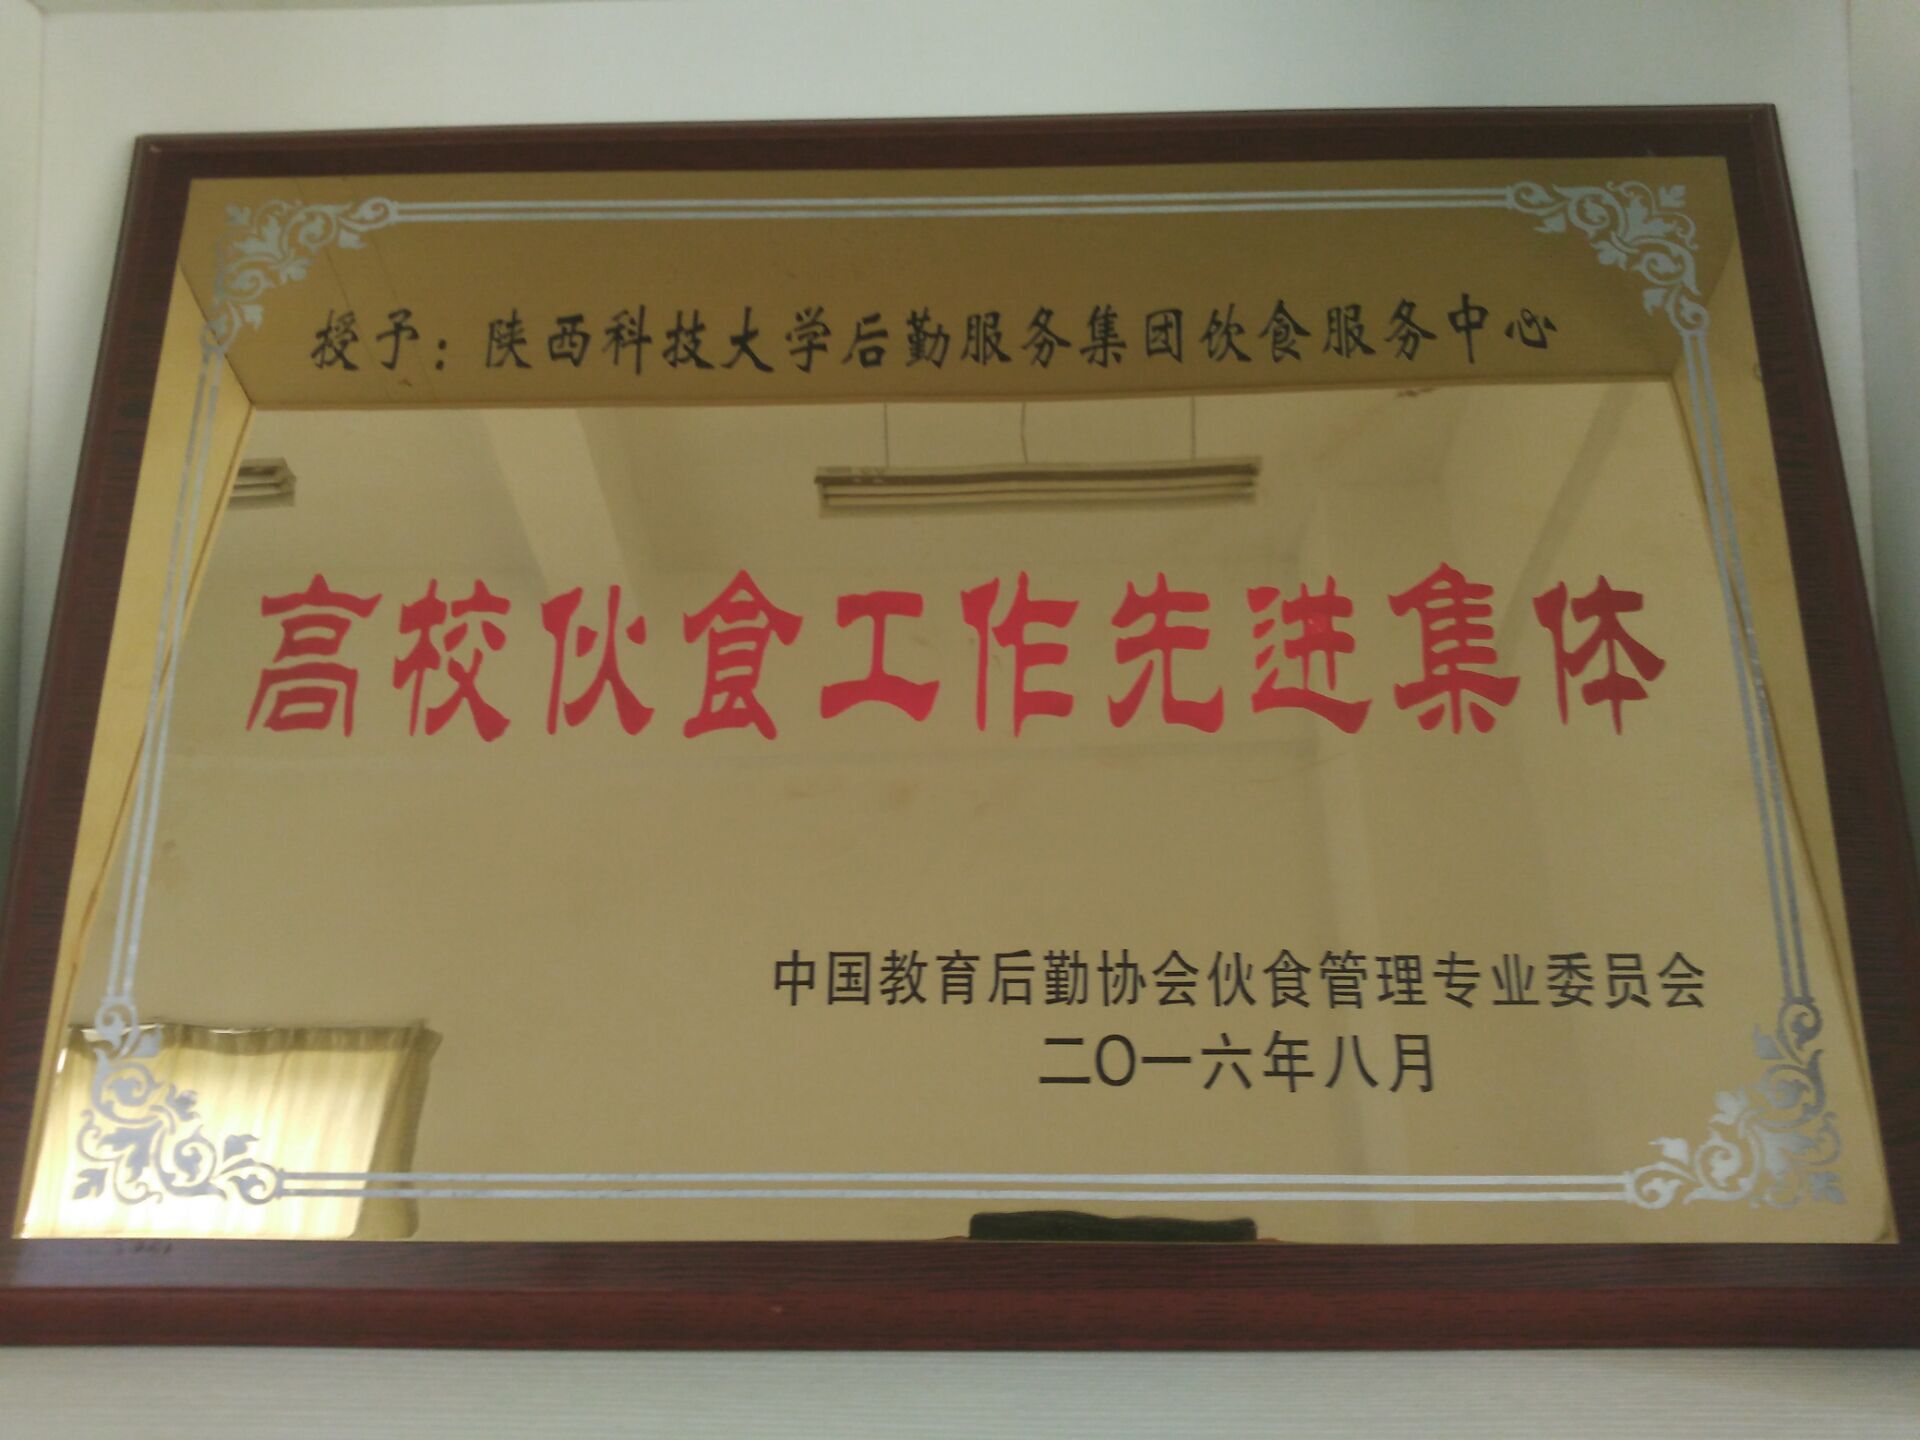 授予：陕西科技大学后勤服务集团饮食服务中心
高校伙食工作先进集体
中国教育后勤协会伙食管理专业委员会
二〇一六年八月